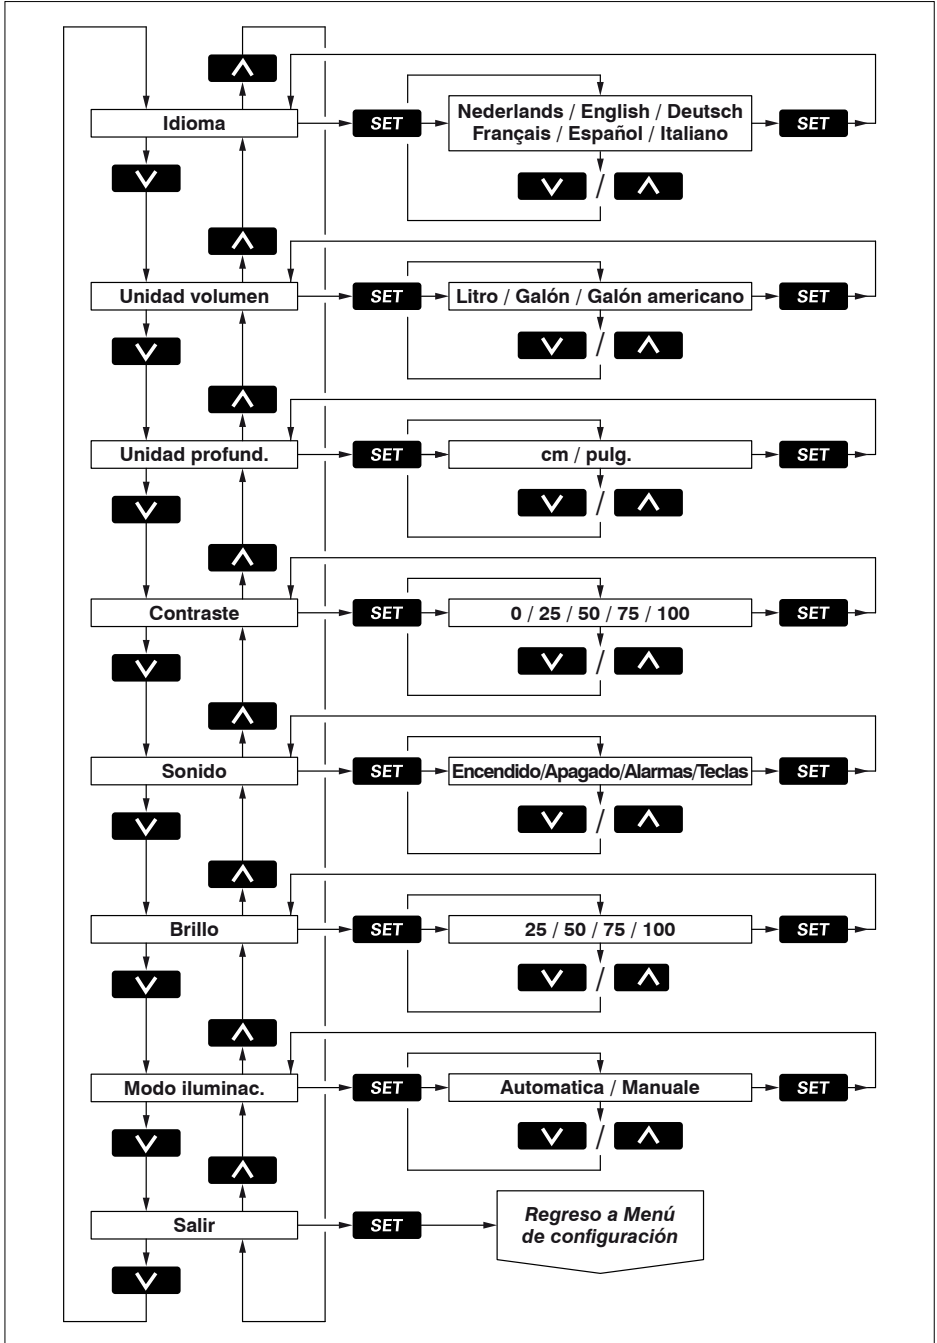 Idioma
SET
Nederlands / English / Deutsch
Français / Español / Italiano
SET
/
Unidad volumen
SET
Litro / Galón / Galón americano
SET
/
Unidad profund.
SET
cm / pulg.
SET
/
Contraste
SET
0 / 25 / 50 / 75 / 100
SET
/
Sonido
SET
Encendido/Apagado/Alarmas/Teclas
SET
/
Brillo
SET
25 / 50 / 75 / 100
SET
/
Modo iluminac.
SET
Automatica / Manuale
SET
/
Salir
SET
Regreso a Menú
de configuración